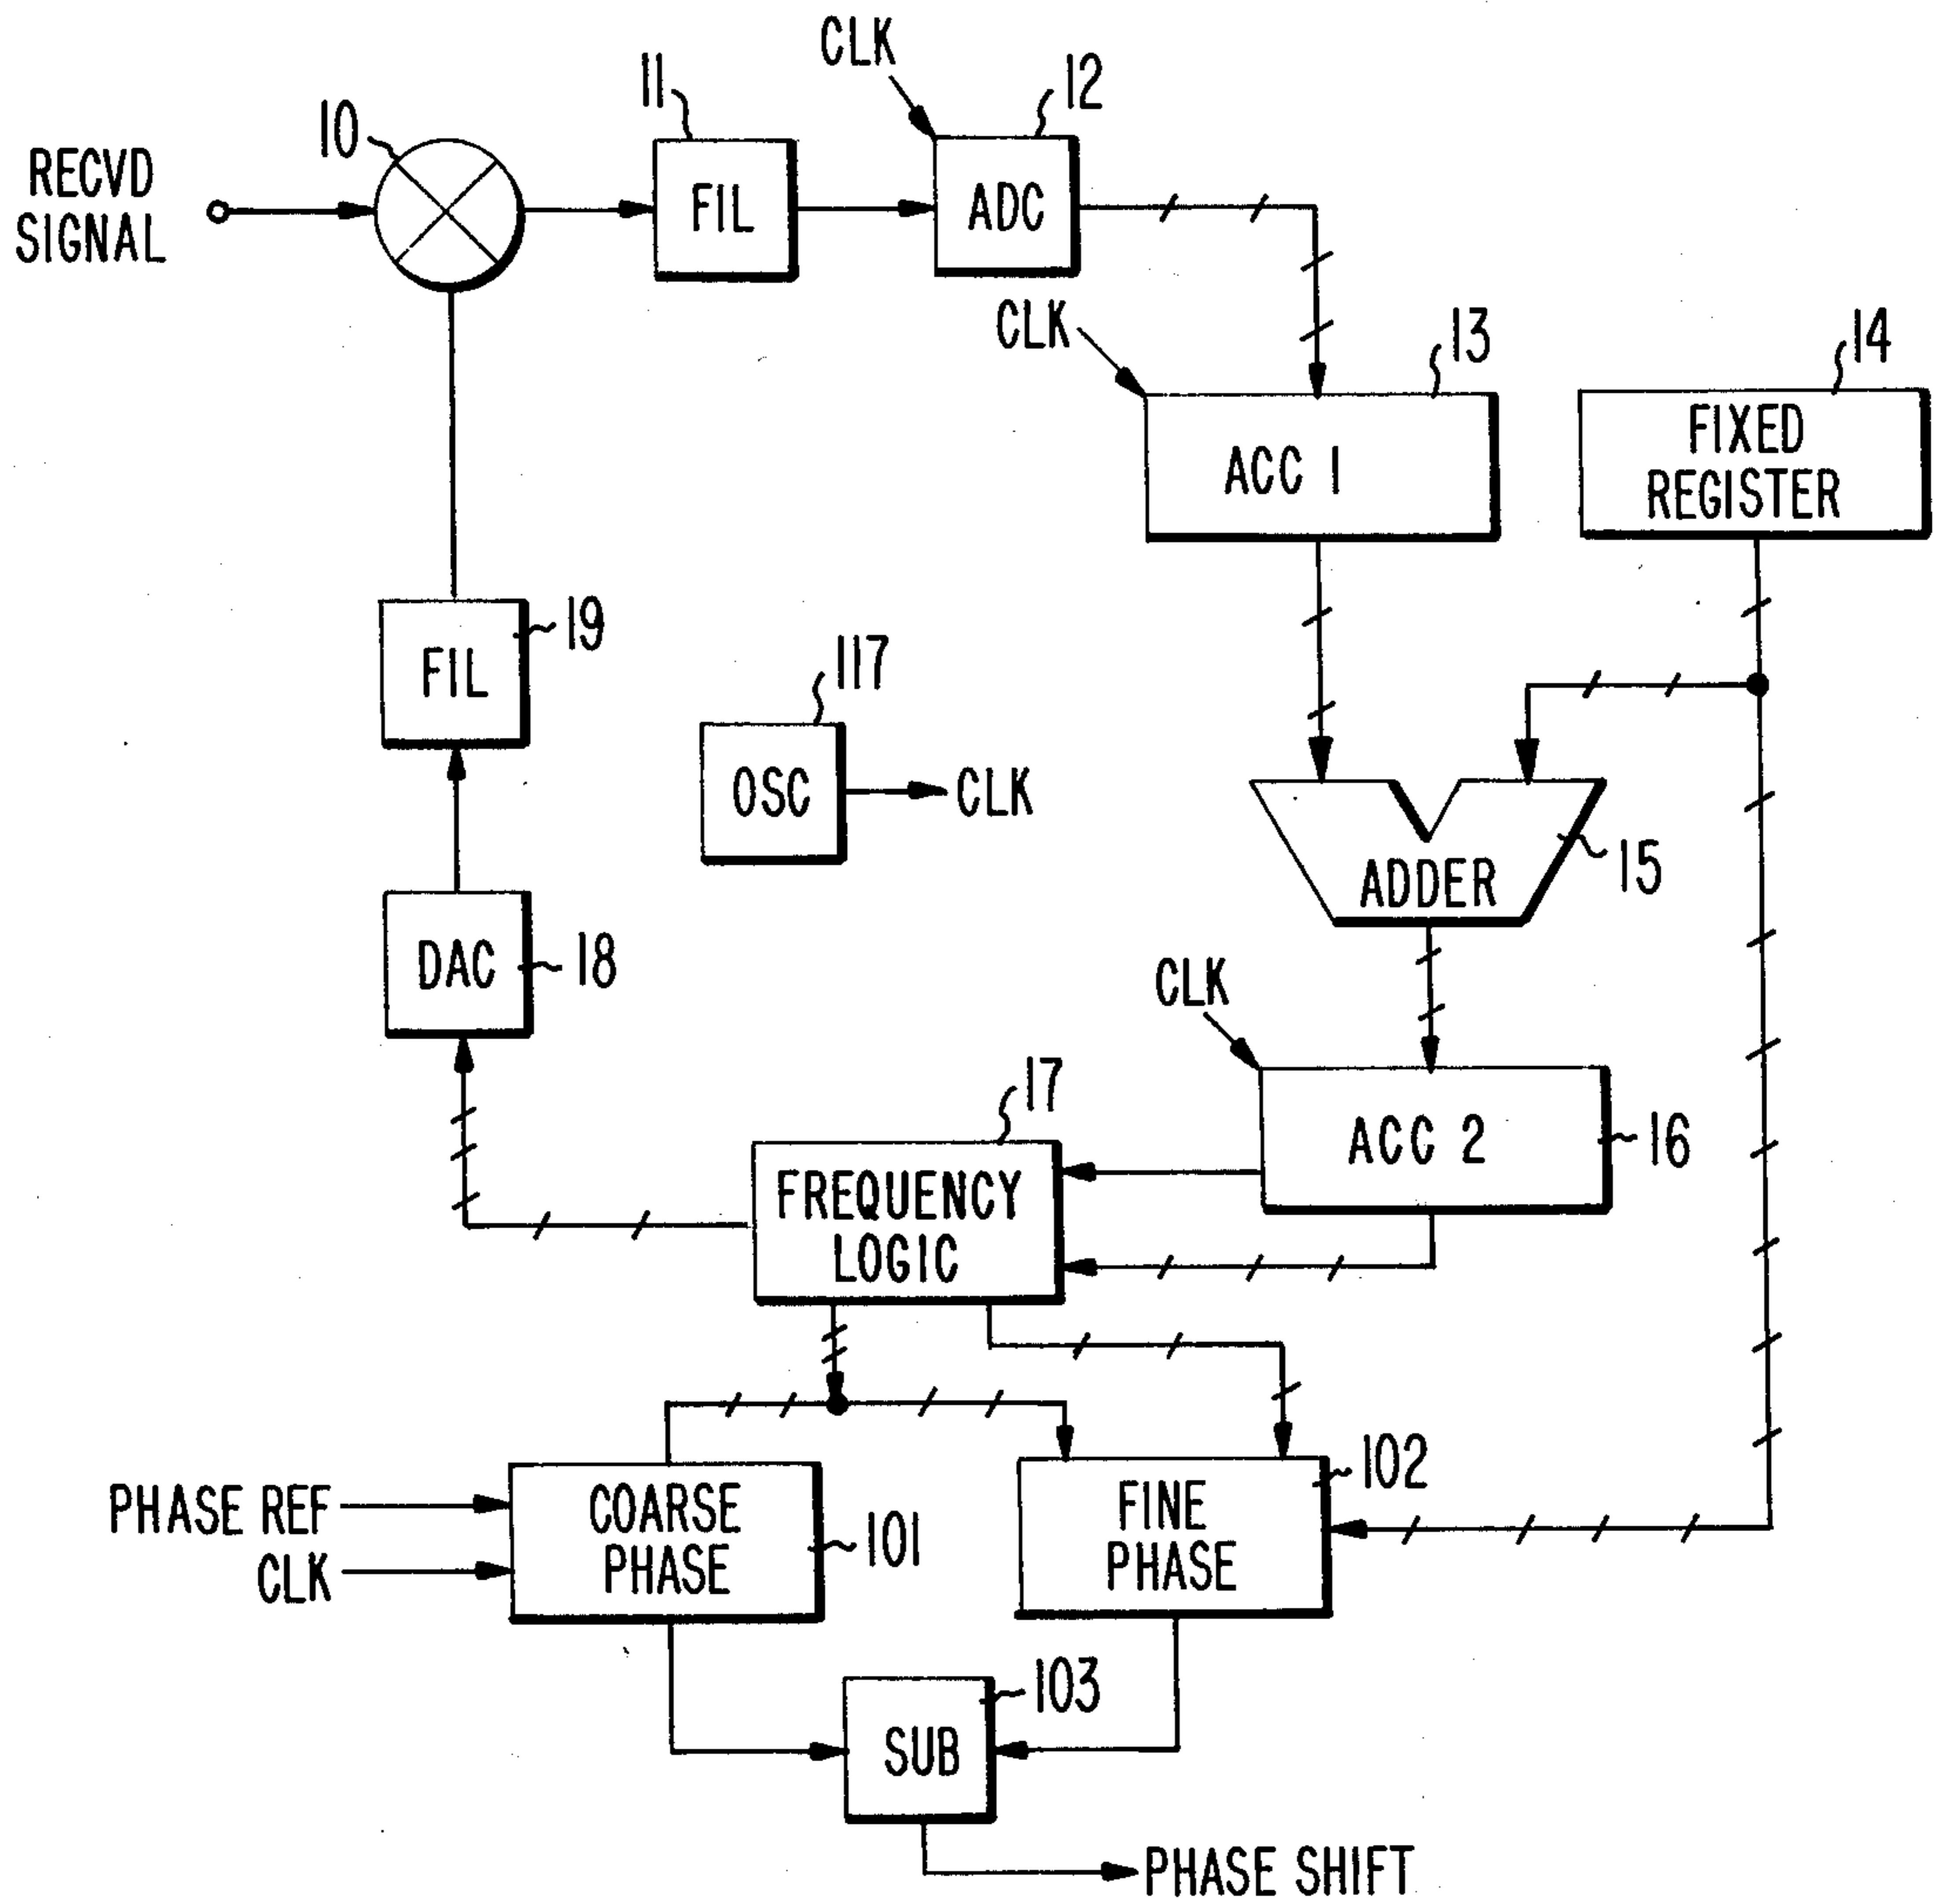 CLK
10
11
12
RECVD
SIGNAL
FIL
ADC
CLK
13
14
ACC 1
FIXED
REGISTER
19
FIL
117
OSC
CLK
ADDER
15
DAC
18
CLK
17
ACC 2
16
FREQUENCY
LOGIC
102
PHASE REF
COARSE
PHASE
101
FINE
PHASE
CLK
103
SUB
PHASE SHIFT